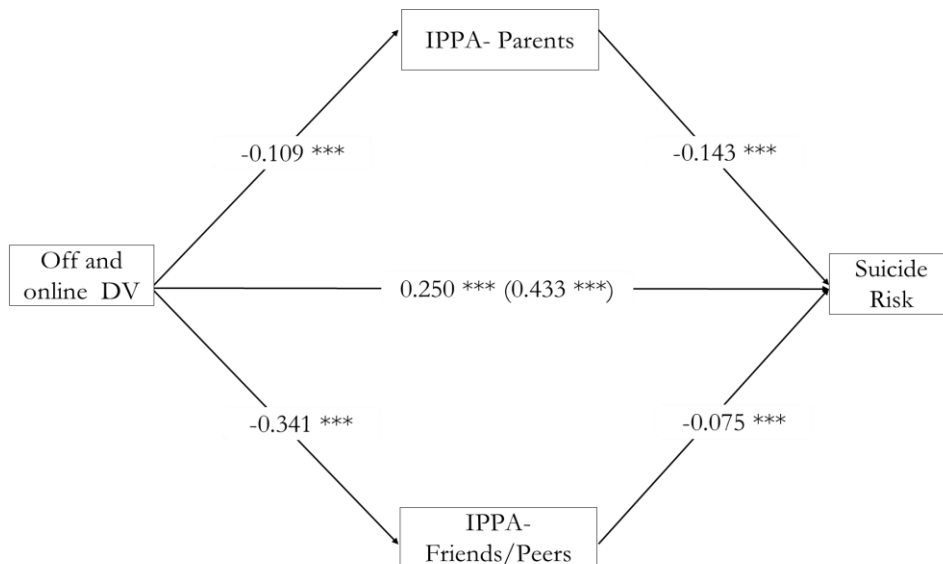 IPPA- Parents
-0.109 ***
-0.143 ***
Off and
online DV
0.250 *** (0.433 ***)
Suicide
Risk
-0.341 ***
-0.075 ***
IPPA-
Friends/Peers